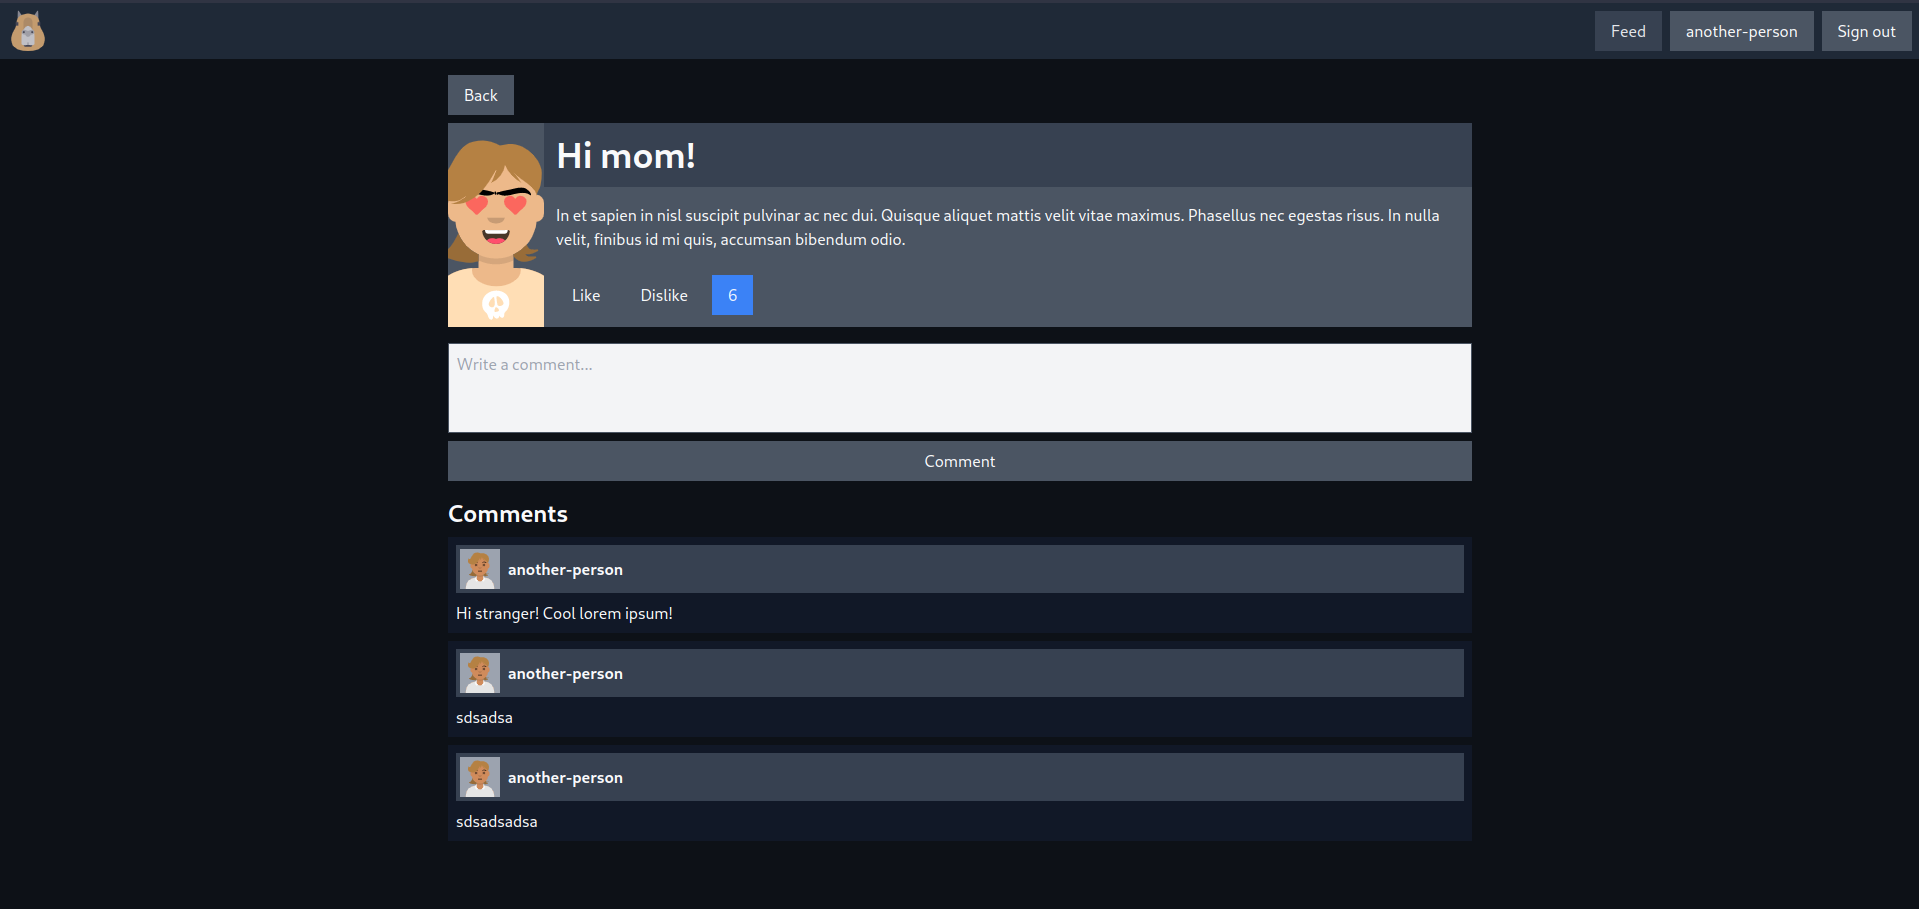 Feed
another-person
Sign out
Back
Hi mom!
In et sapien in nisl suscipit pulvinar ac nec dui. Quisque aliquet mattis velit vitae maximus. Phasellus nec egestas risus. In nulla
velit, finibus id mi quis, accumsan bibendum odio.
Like
Dislike
6
Write a comment...
Comment
Comments
another-person
Hi stranger! Cool lorem ipsum!
another-person
sdsadsa
another-person
sdsadsadsa